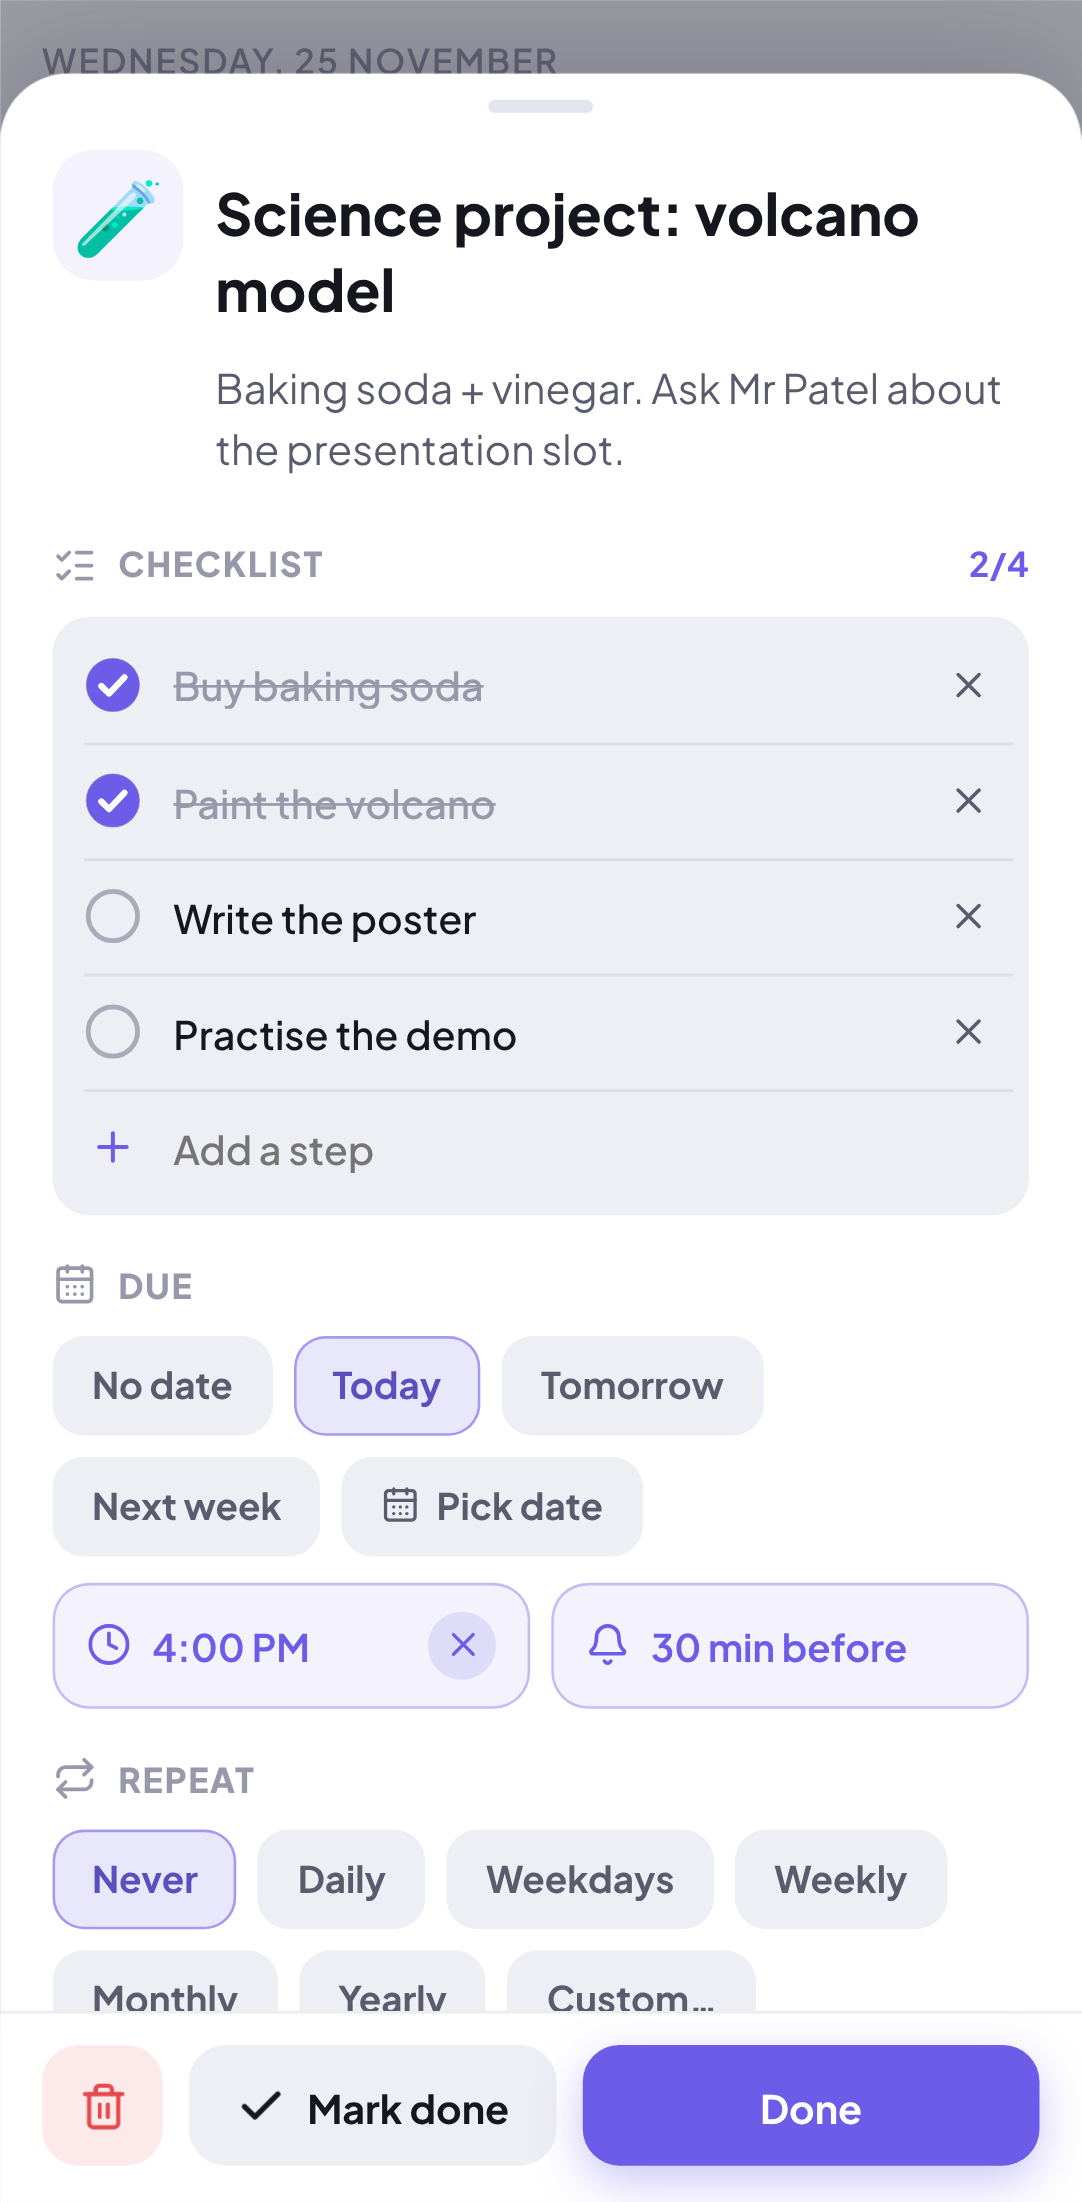 WEDNESDAY, 25 NOVEMBER
Science project: volcano
model
Baking soda + vinegar. Ask Mr Patel about
the presentation slot.
CHECKLIST 2/4
Buy baking soda
Paint the volcano
Write the poster
Practise the demo
Add a step
DUE
No date Today Tomorrow
Next week Pick date
4:00 PM 30 min before
REPEAT
Never Daily Weekdays Weekly
Monthly Yearly Custom...
Mark done Done